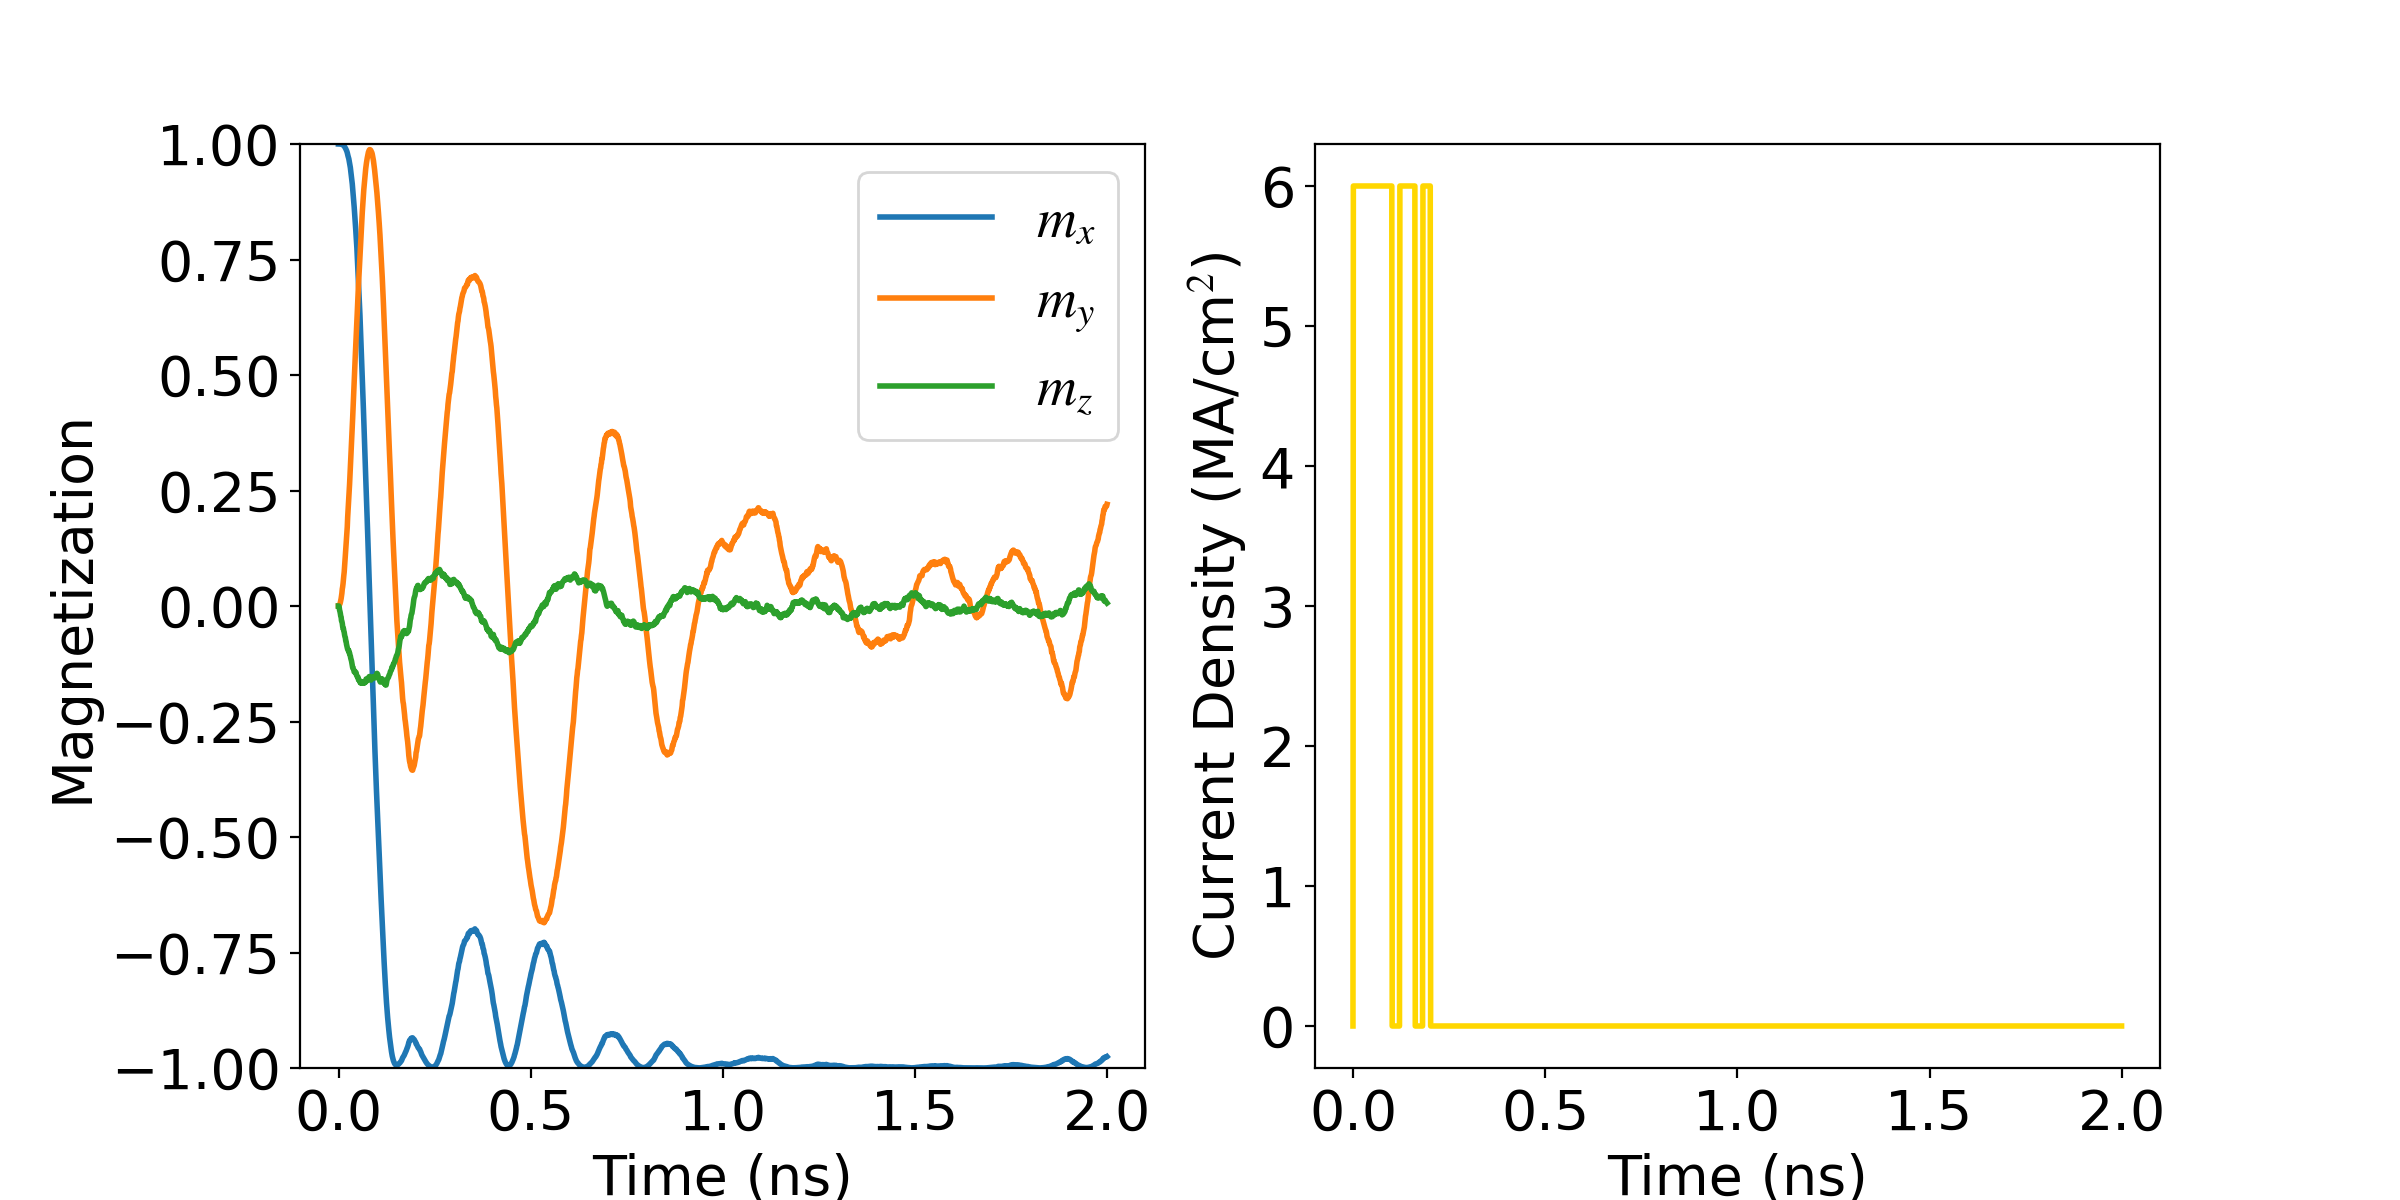 1.00
0.75
0.50
0.25
0.00
−0.25
−0.50
−0.75
−1.00
Magnetization
0.0 0.5 1.0 1.5 2.0
Time (ns)
m_x
m_y
m_z
6
5
4
3
2
1
0
Current Density (MA/cm²)
0.0 0.5 1.0 1.5 2.0
Time (ns)